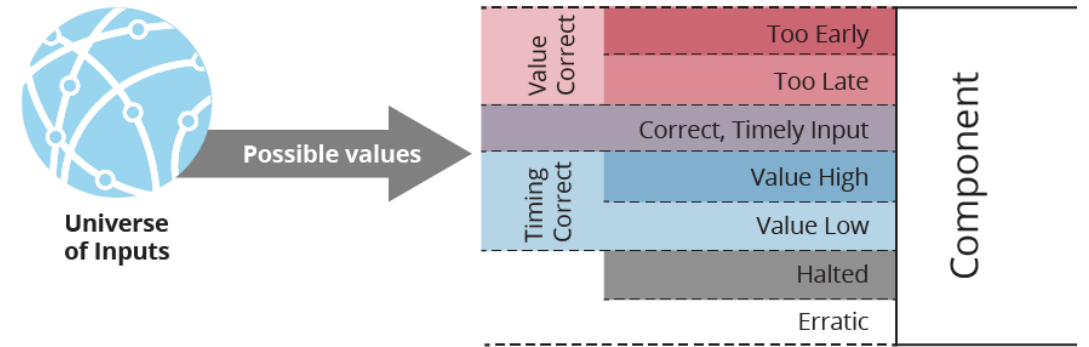 Universe
of Inputs
Possible values
Value
Correct
Too Early
Too Late
Correct, Timely Input
Timing
Correct
Value High
Value Low
Halted
Erratic
Component